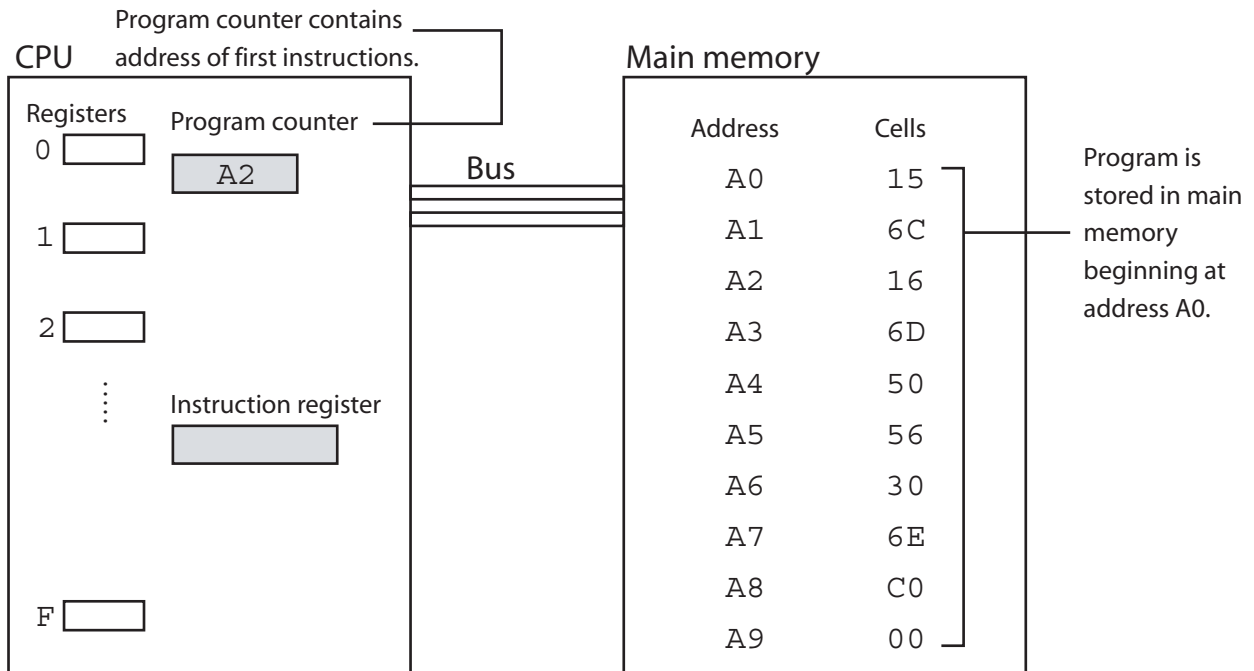 Program counter contains
address of first instructions.
CPU
Registers
Program counter
0
A2
1
2
Instruction register
F
Bus
Main memory
Address Cells
A0 15
A1 6C
A2 16
A3 6D
A4 50
A5 56
A6 30
A7 6E
A8 C0
A9 00
Program is
stored in main
memory
beginning at
address A0.